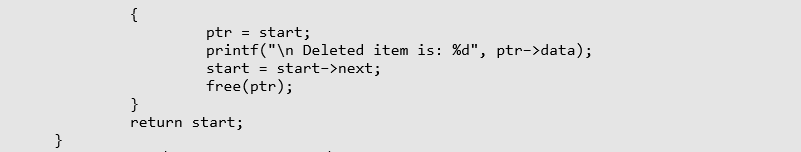 {
ptr = start;
printf("\n Deleted item is: %d", ptr->data);
start = start->next;
free(ptr);
}
return start;
}